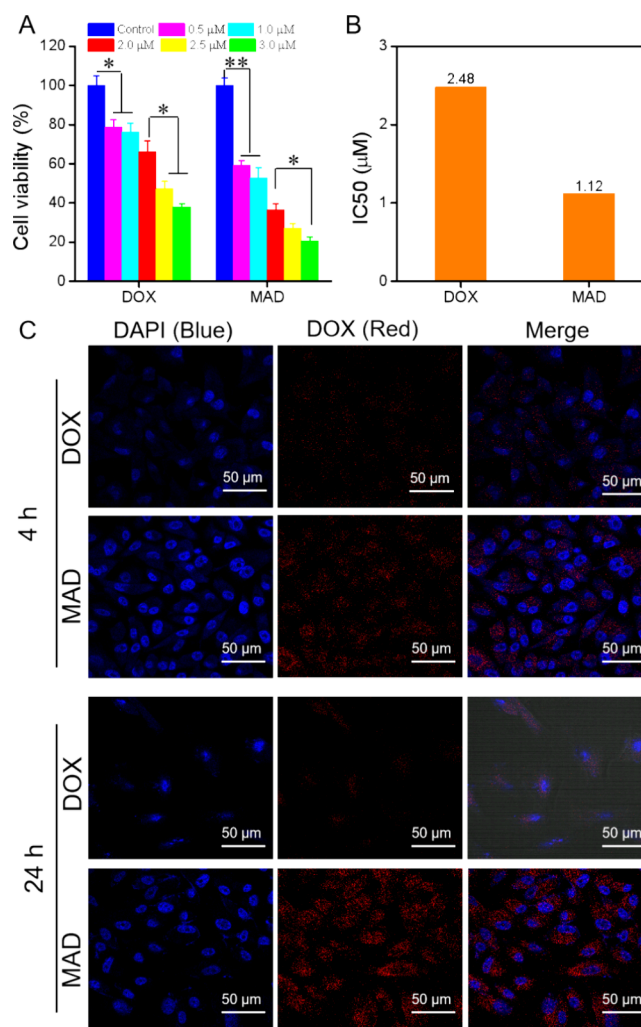 A
Control 0.5 μM 1.0 μM
2.0 μM 2.5 μM 3.0 μM
Cell viability (%)
120
100
80
60
40
20
0
* * ** *
DOX MAD
B
IC50 (μM)
3
2
1
0
2.48
1.12
DOX MAD
C
DAPI (Blue) DOX (Red) Merge
4 h
DOX
50 μm 50 μm 50 μm
MAD
50 μm 50 μm 50 μm
24 h
DOX
50 μm 50 μm 50 μm
MAD
50 μm 50 μm 50 μm